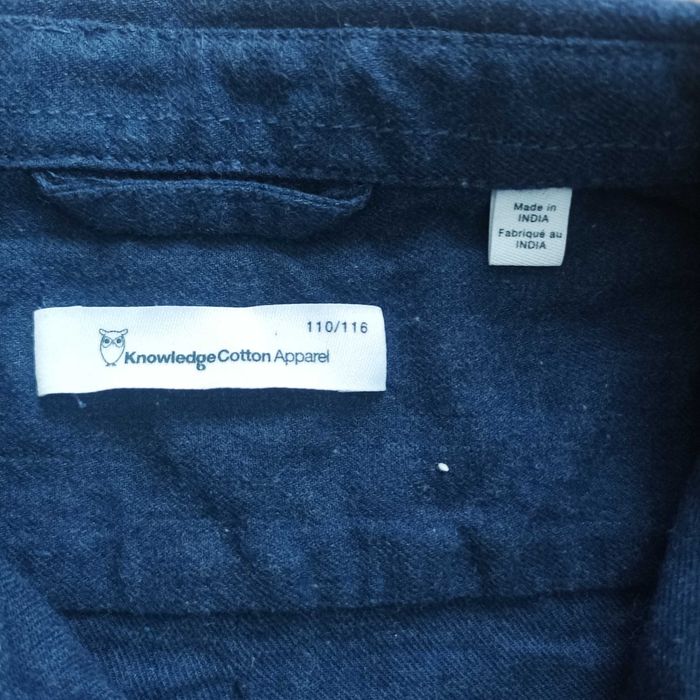 Made in
INDIA
Fabriqué au
INDIA
110/116
KnowledgeCotton Apparel